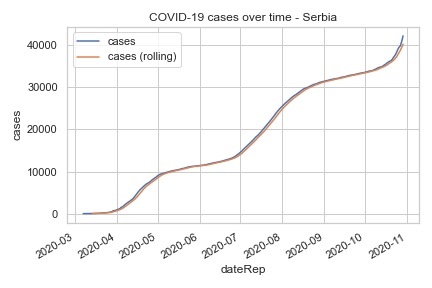 COVID-19 cases over time - Serbia
cases
cases (rolling)
40000
30000
20000
10000
0
cases
2020-03
2020-04
2020-05
2020-06
2020-07
2020-08
2020-09
2020-10
2020-11
dateRep